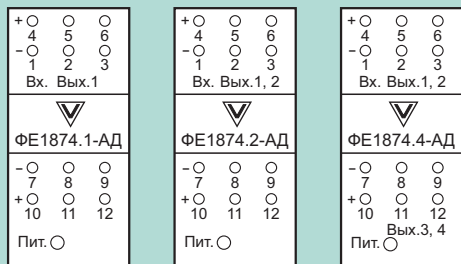 +
4 5 6
–
1 2 3
Вх. Вых.1
ФЕ1874.1-АД
–
7 8 9
+
10 11 12
Пит.
+
4 5 6
–
1 2 3
Вх. Вых.1, 2
ФЕ1874.2-АД
–
7 8 9
+
10 11 12
Пит.
+
4 5 6
–
1 2 3
Вх. Вых.1, 2
ФЕ1874.4-АД
–
7 8 9
+
10 11 12
Вых.3, 4
Пит.